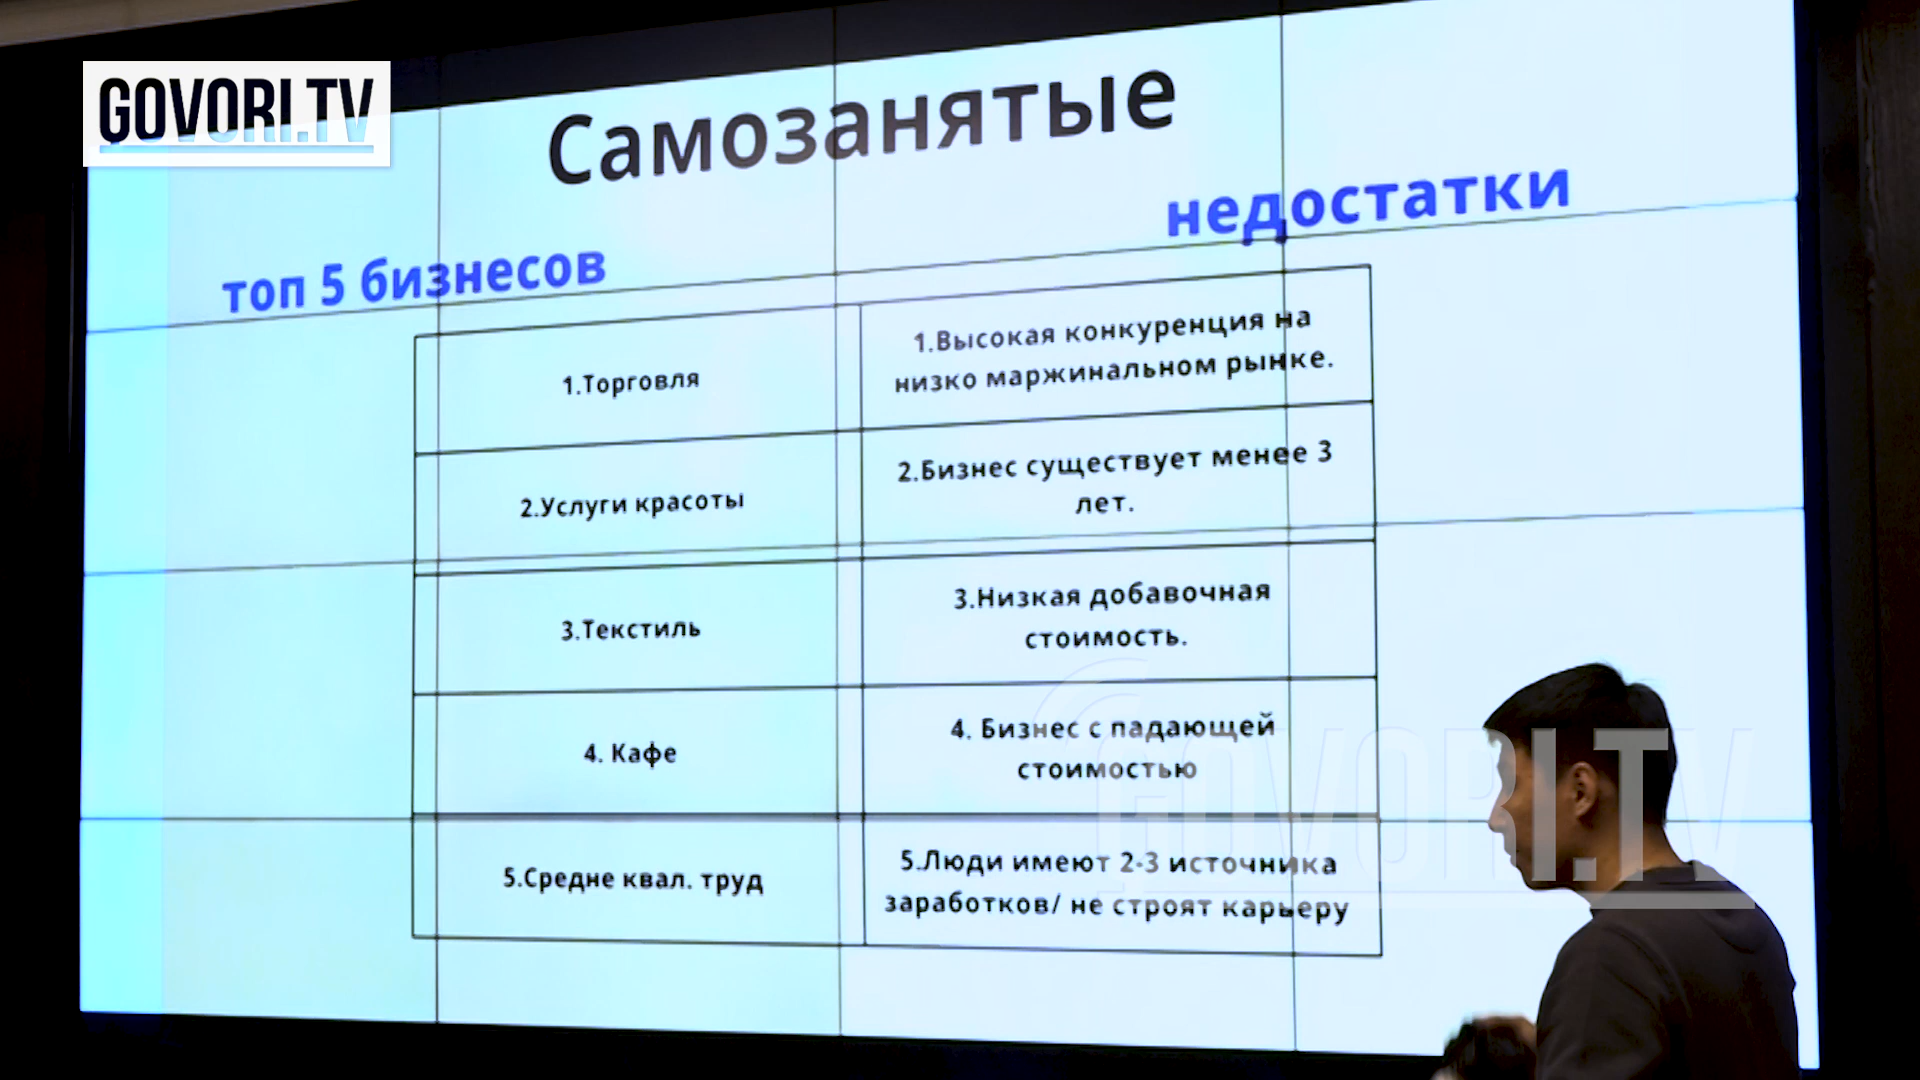 GOVORI.TV
Самозанятые
недостатки
топ 5 бизнесов
1.Торговля
1.Высокая конкуренция на
низко маржинальном рынке.
2.Услуги красоты
2.Бизнес существует менее 3
лет.
3.Текстиль
3.Низкая добавочная
стоимость.
4. Кафе
4. Бизнес с падающей
стоимостью
5.Средне квал. труд
5.Люди имеют 2-3 источника
заработков/ не строят карьеру
GOVORI.TV